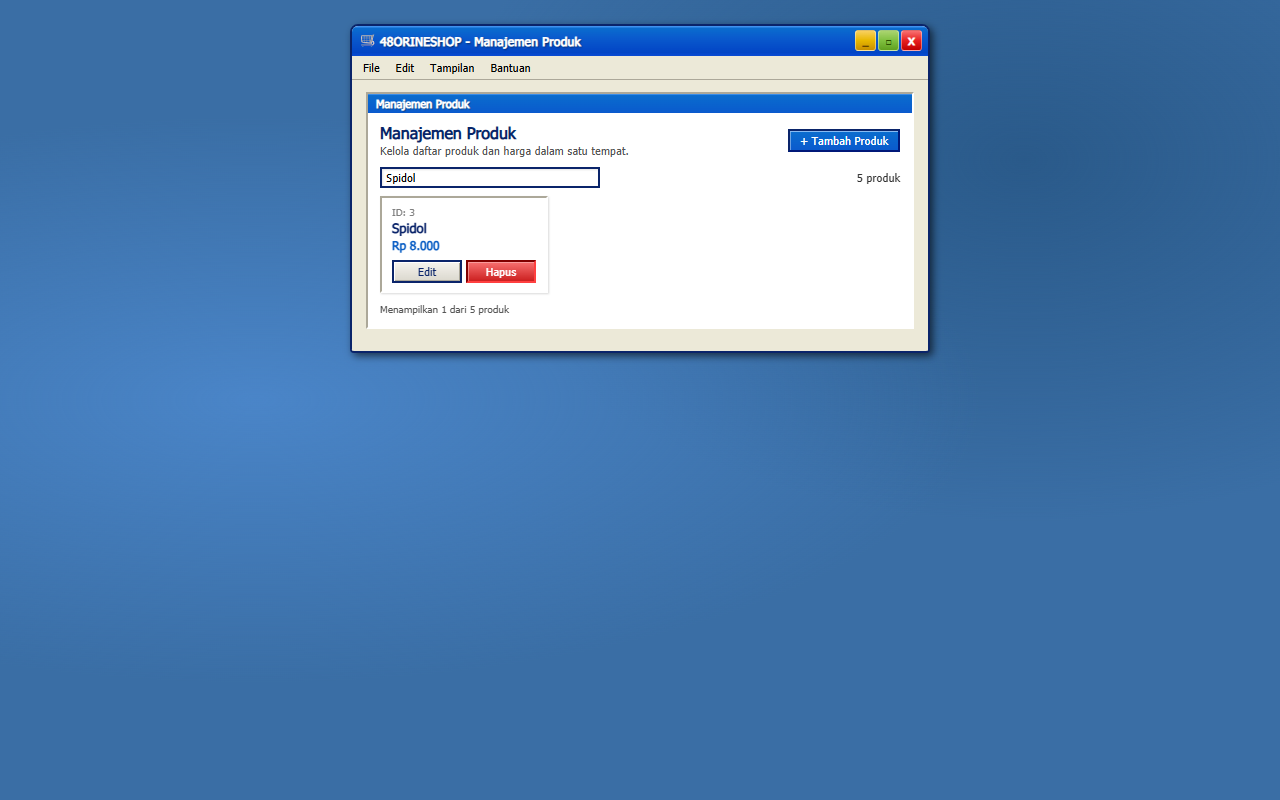 48ORINESHOP - Manajemen Produk
File Edit Tampilan Bantuan
Manajemen Produk
Manajemen Produk
Kelola daftar produk dan harga dalam satu tempat.
+ Tambah Produk
Spidol
5 produk
ID: 3
Spidol
Rp 8.000
Edit Hapus
Menampilkan 1 dari 5 produk